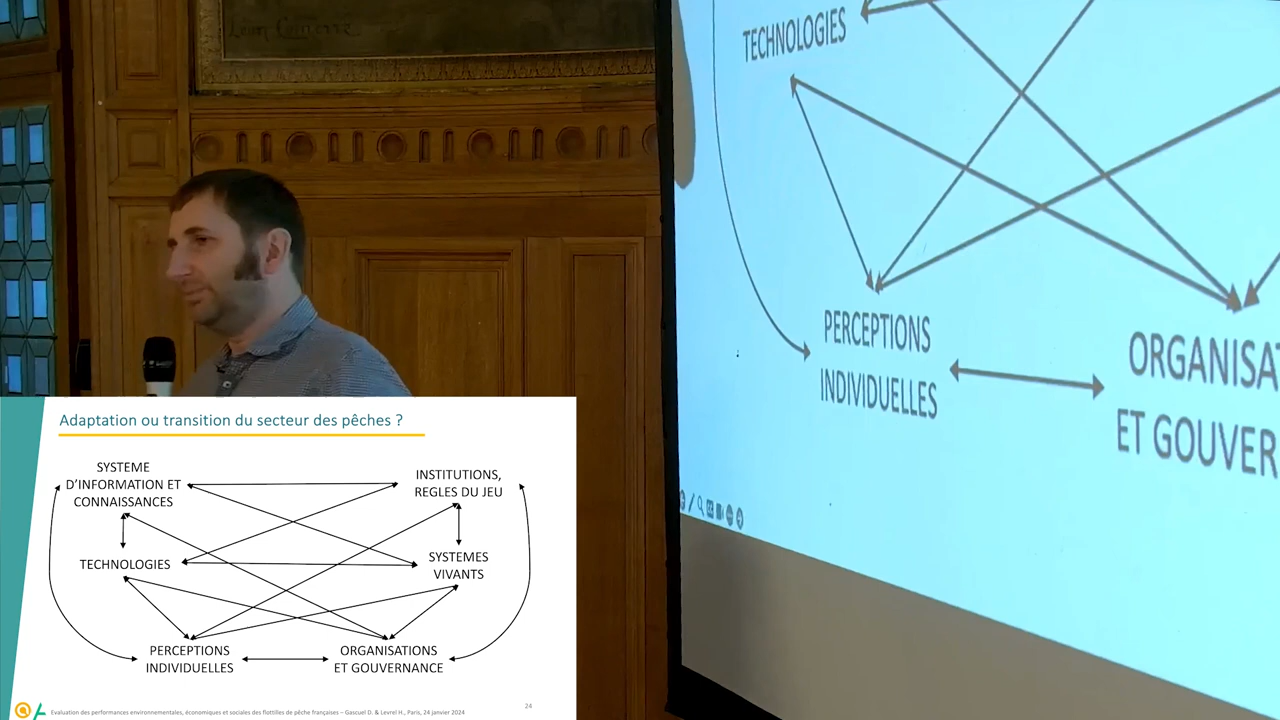 TECHNOLOGIES
PERCEPTIONS
INDIVIDUELLES
ORGANISA
ET GOUVER
Adaptation ou transition du secteur des pêches ?
SYSTEME
D'INFORMATION ET
CONNAISSANCES
INSTITUTIONS,
REGLES DU JEU
TECHNOLOGIES
SYSTEMES
VIVANTS
PERCEPTIONS
INDIVIDUELLES
ORGANISATIONS
ET GOUVERNANCE
Evaluation des performances environnementales, économiques et sociales des flottilles de pêche françaises – Gascuel D. & Levrel H., Paris, 24 janvier 2024
24